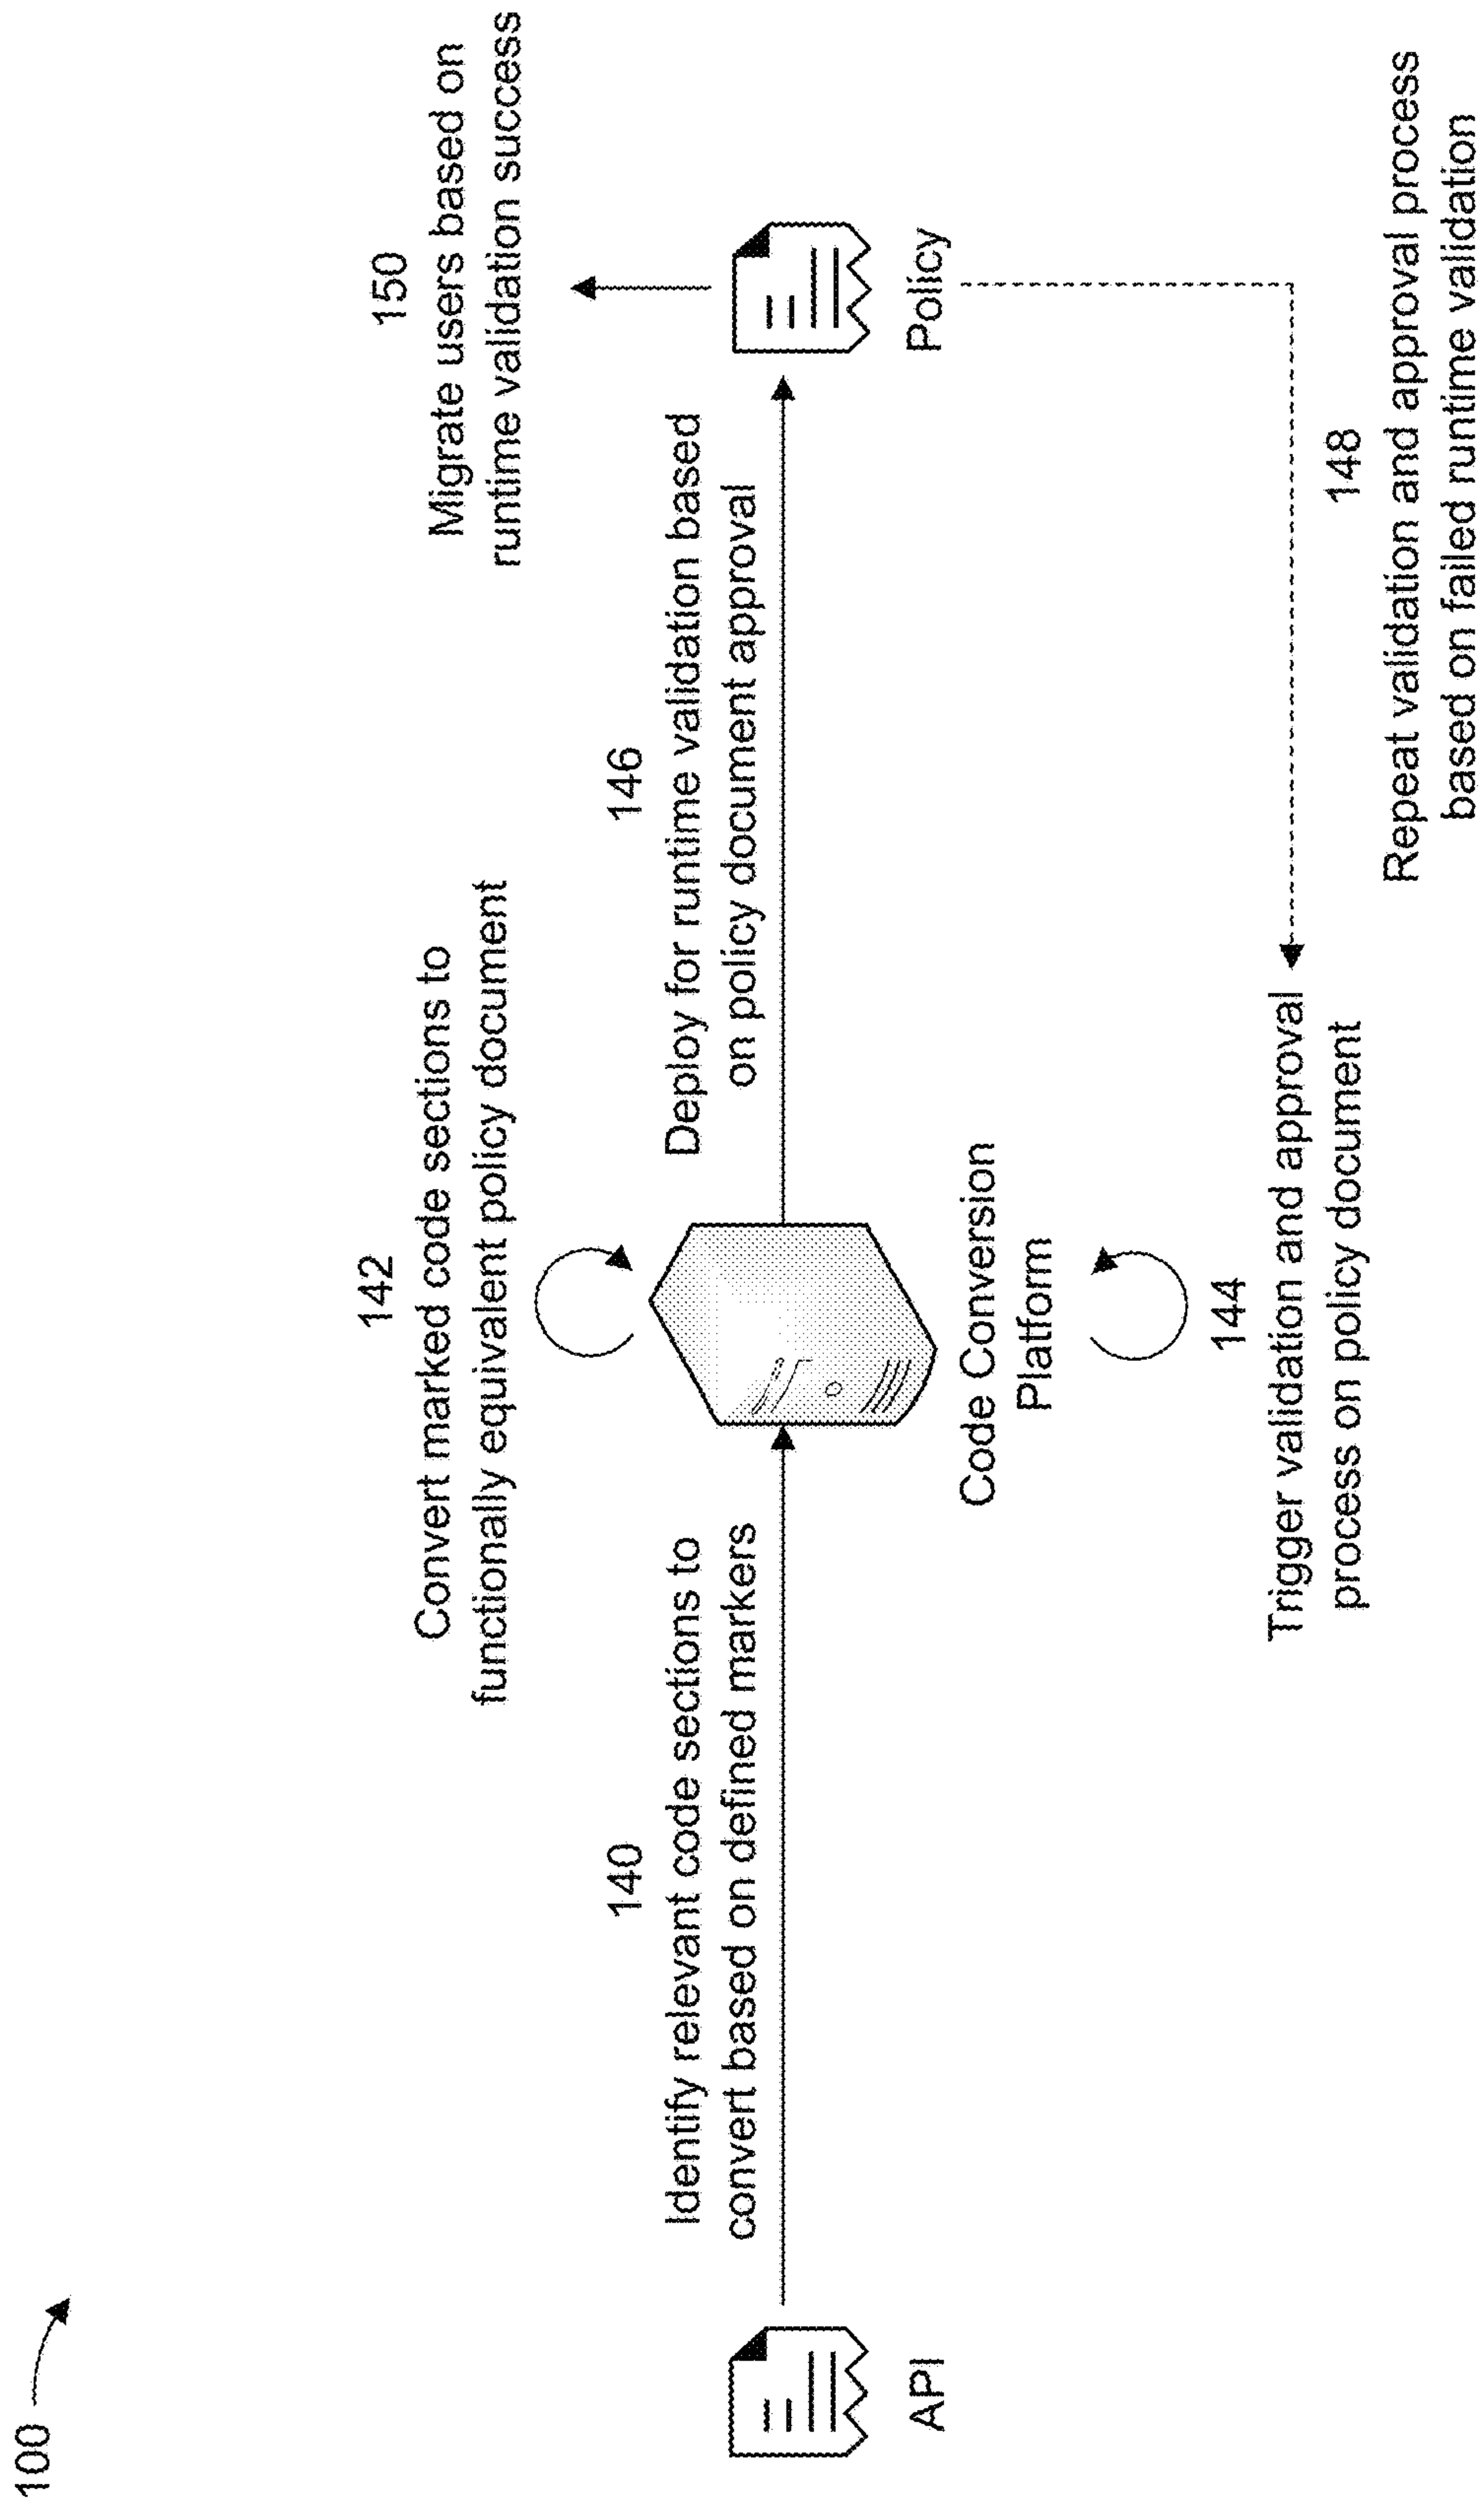 100
API
140
Identify relevant code sections to
convert based on defined markers
142
Convert marked code sections to
functionally equivalent policy document
Code Conversion
Platform
144
Trigger validation and approval
process on policy document
146
Deploy for runtime validation based
on policy document approval
Policy
148
Repeat validation and approval process
based on failed runtime validation
150
Migrate users based on
runtime validation success